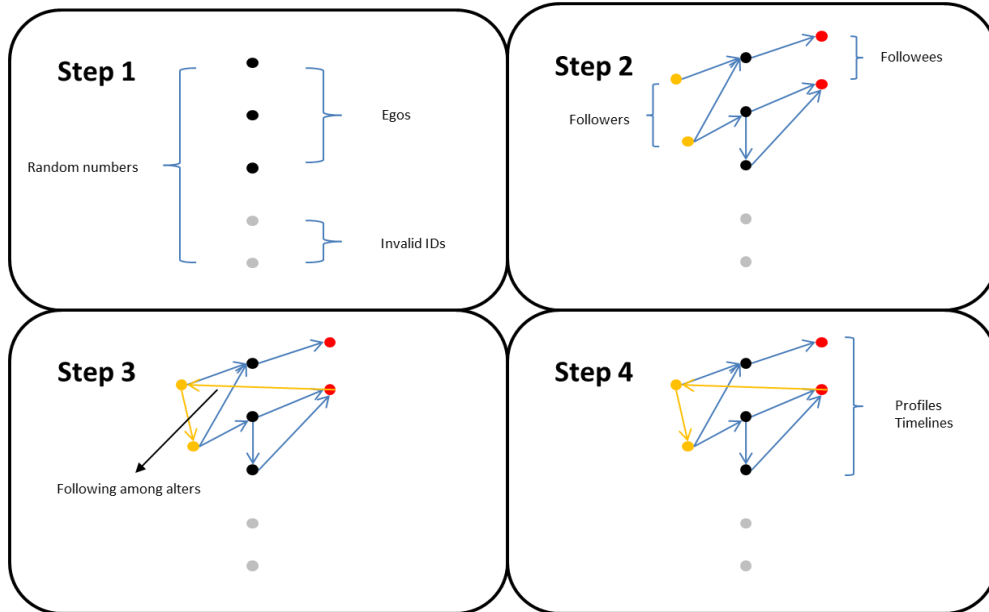 Step 1
Egos
Random numbers
Invalid IDs
Step 2
Followees
Followers
Step 3
Following among alters
Step 4
Profiles
Timelines